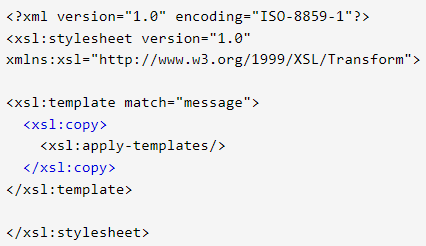 <?xml version="1.0" encoding="ISO-8859-1"?>
<xsl:stylesheet version="1.0"
xmlns:xsl="http://www.w3.org/1999/XSL/Transform">
<xsl:template match="message">
<xsl:copy>
<xsl:apply-templates/>
</xsl:copy>
</xsl:template>
</xsl:stylesheet>